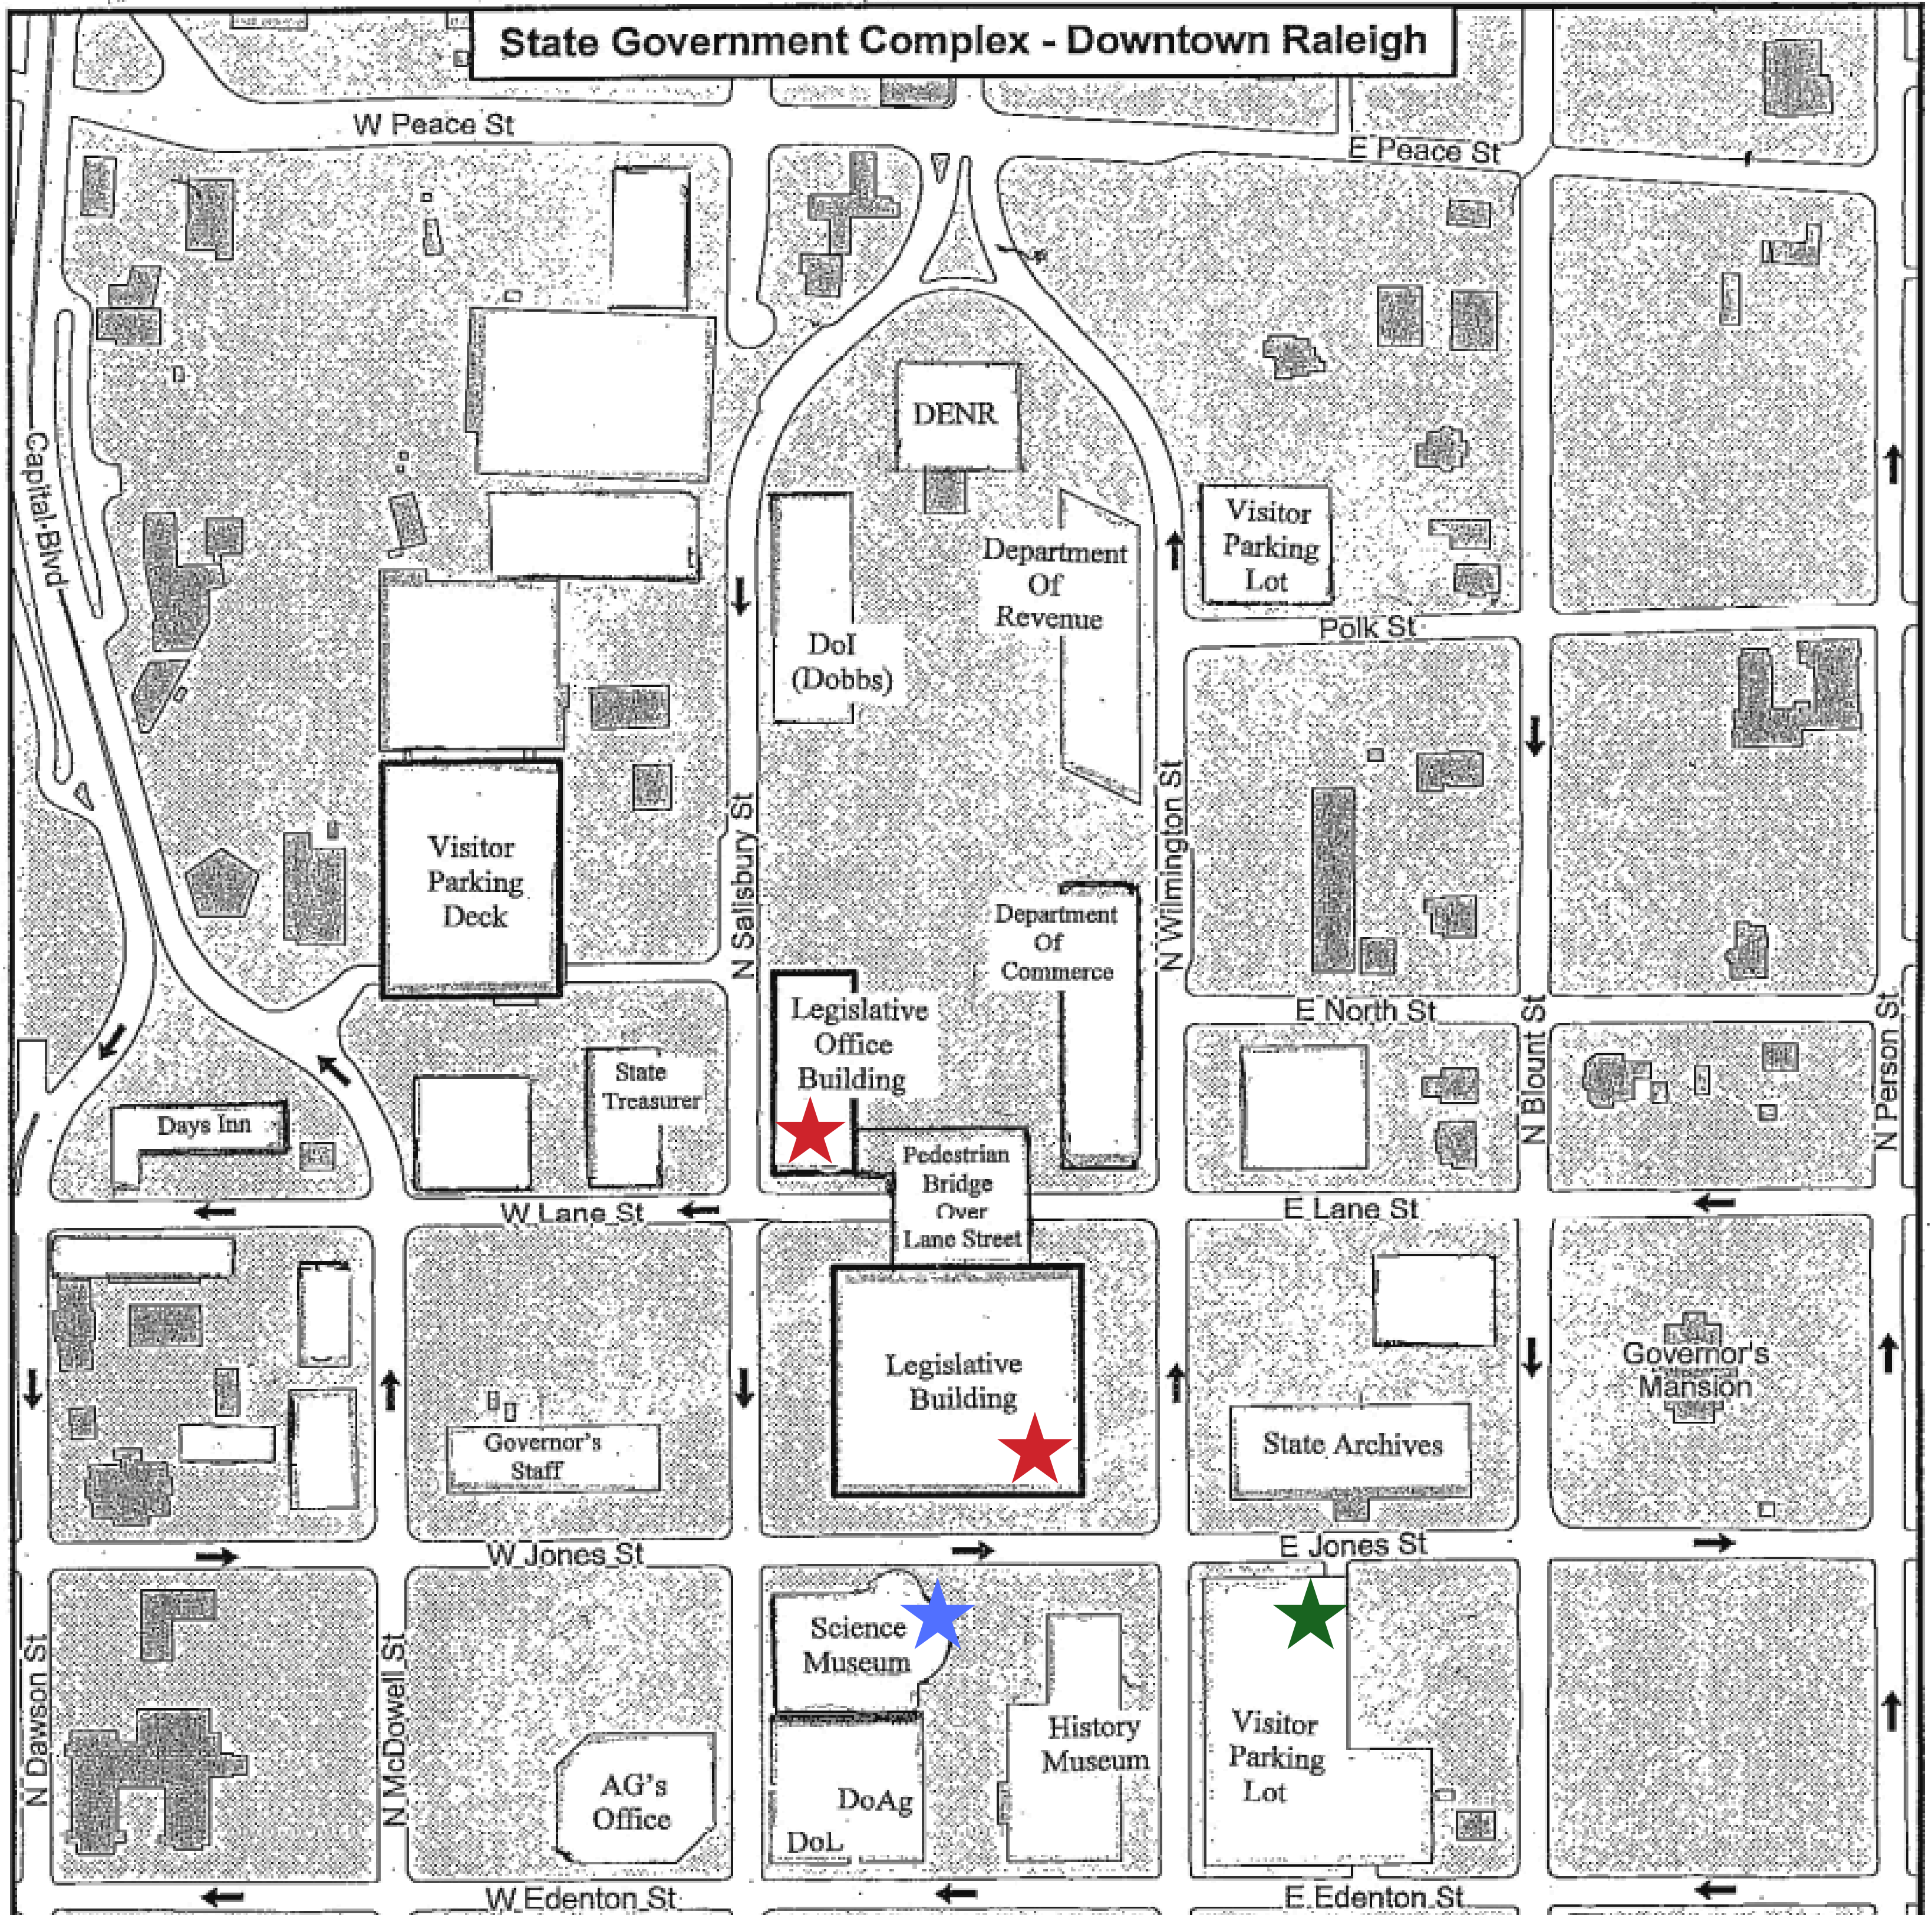 State Government Complex - Downtown Raleigh
W Peace St
E Peace St
DENR
Capital Blvd
Visitor
Parking
Lot
Department
Of
Revenue
DoI
(Dobbs)
Polk St
N Salisbury St
N Wilmington St
Visitor
Parking
Deck
Department
Of
Commerce
Legislative
Office
Building
E North St
N Blount St
N Person St
State
Treasurer
Days Inn
Pedestrian
Bridge
Over
Lane Street
W Lane St
E Lane St
Legislative
Building
Governor's
Mansion
Governor's
Staff
State Archives
W Jones St
E Jones St
Science
Museum
N Dawson St
N McDowell St
History
Museum
Visitor
Parking
Lot
AG's
Office
DoAg
DoL
W Edenton St
E Edenton St